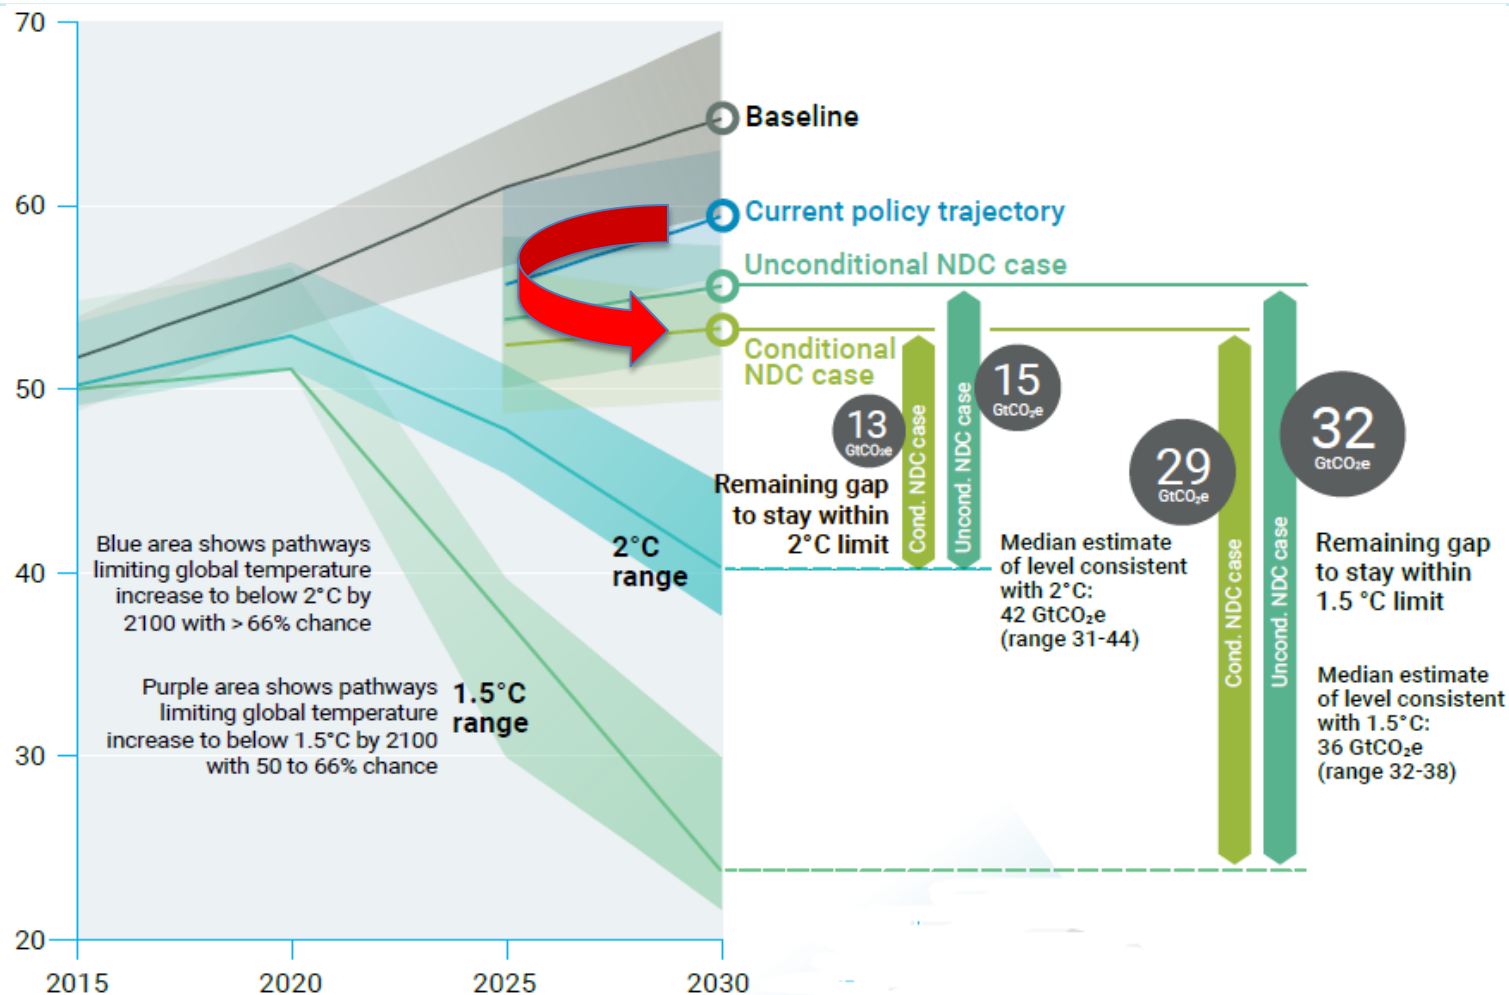 70
60
50
40
30
20
2015
2020
2025
2030
Baseline
Current policy trajectory
Unconditional NDC case
Conditional
NDC case
Blue area shows pathways
limiting global temperature
increase to below 2°C by
2100 with > 66% chance
Purple area shows pathways
limiting global temperature
increase to below 1.5°C by 2100
with 50 to 66% chance
2°C
range
1.5°C
range
13
GtCO₂e
Cond. NDC case
Uncond. NDC case
15
GtCO₂e
Remaining gap
to stay within
2°C limit
Median estimate
of level consistent
with 2°C:
42 GtCO₂e
(range 31-44)
29
GtCO₂e
Cond. NDC case
Uncond. NDC case
32
GtCO₂e
Remaining gap
to stay within
1.5 °C limit
Median estimate
of level consistent
with 1.5°C:
36 GtCO₂e
(range 32-38)